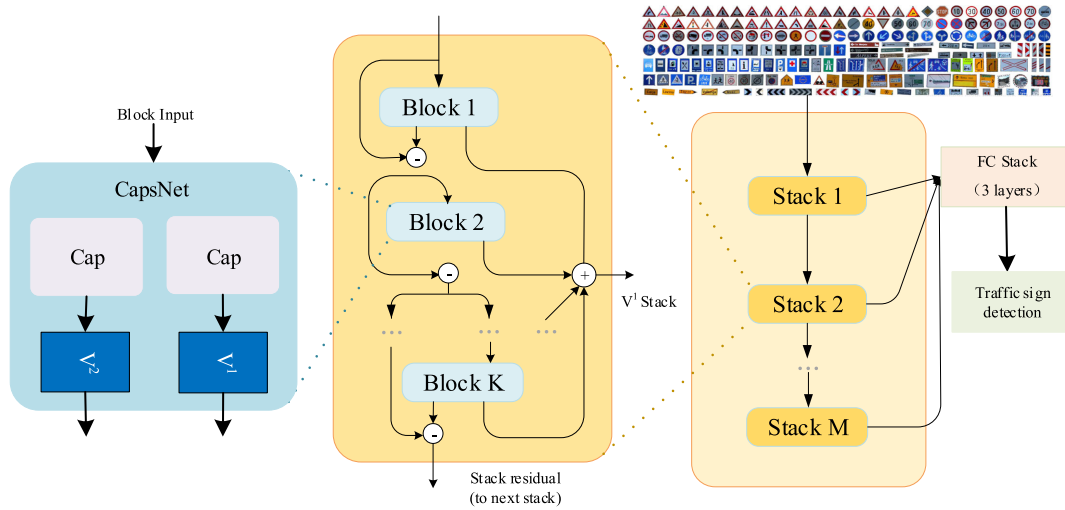 Block Input
CapsNet
Cap
Cap
V²
V¹
Block 1
-
Block 2
-
+
V¹ Stack
Block K
-
Stack residual
(to next stack)
Stack 1
Stack 2
...
Stack M
FC Stack
(3 layers)
Traffic sign
detection